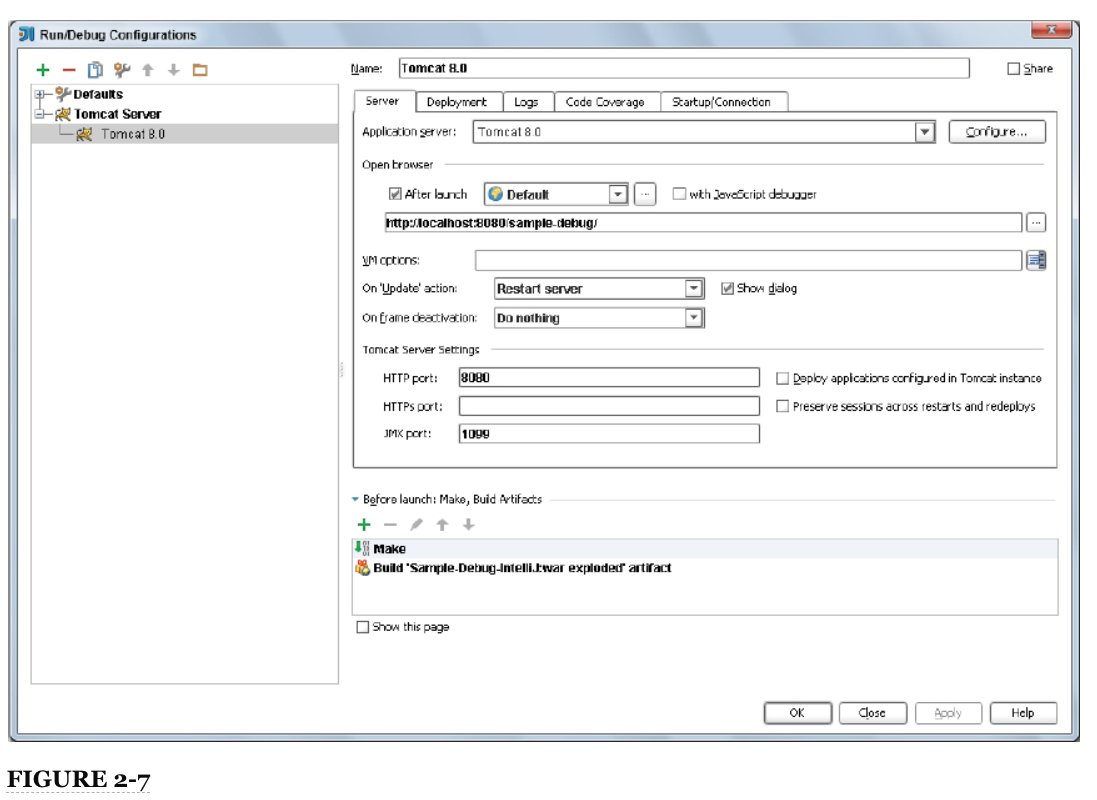 Run/Debug Configurations
Name: Tomcat 8.0
Share
Defaults
Tomcat Server
Tomcat 8.0
Server Deployment Logs Code Coverage Startup/Connection
Application server: Tomcat 8.0 Configure...
Open browser
After launch Default ... with JavaScript debugger
http://localhost:8080/sample-debug/ ...
VM options:
On 'Update' action: Restart server Show dialog
On frame deactivation: Do nothing
Tomcat Server Settings
HTTP port: 8080 Deploy applications configured in Tomcat instance
HTTPs port: Preserve sessions across restarts and redeploys
JMX port: 1099
Before launch: Make, Build Artifacts
Make
Build 'Sample-Debug-IntelliJ:war exploded' artifact
Show this page
OK Close Apply Help
FIGURE 2-7